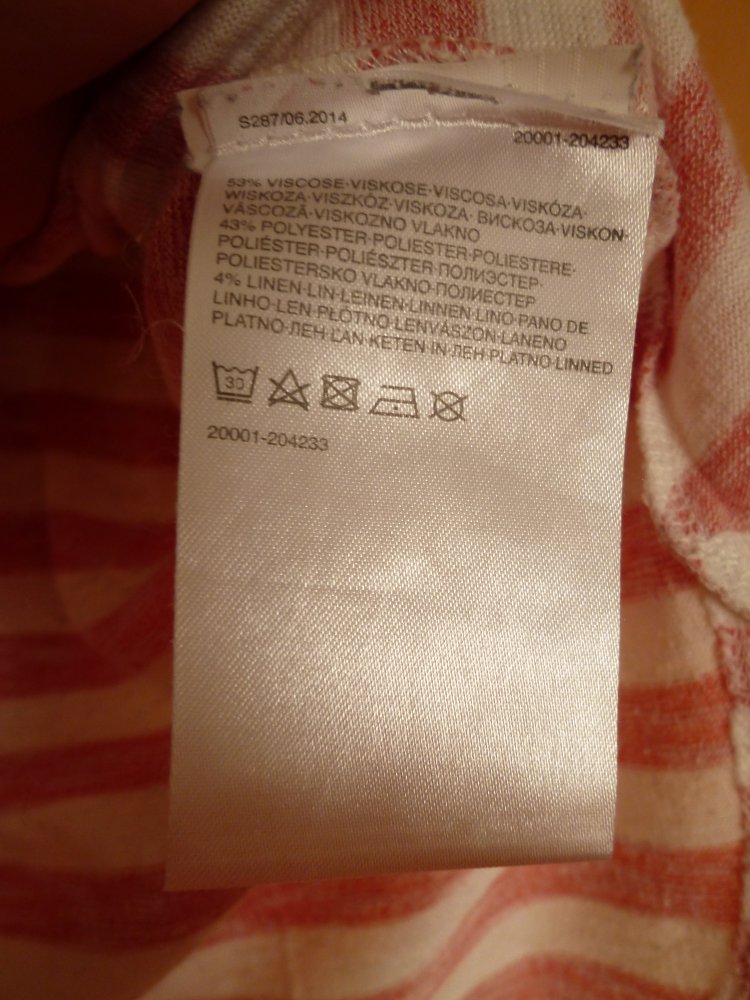 S287/06.2014
20001-204233
53% VISCOSE·VISKOSE·VISCOSA·VISKÓZA·
WISKOZA·VISZKÓZ·VISKOZA· ВИСКОЗА·VISKON·
VÂSCOZĂ·VISKOZNO VLAKNO
43% POLYESTER·POLIESTER·POLIESTERE·
POLIÉSTER·POLIÉSZTER·ПОЛИЭСТЕР·
POLIESTERSKO VLAKNO·ПОЛИЕСТЕР
4% LINEN·LIN·LEINEN·LINNEN·LINO·PANO DE
LINHO·LEN·PŁÓTNO·LENVÁSZON·LANENO
PLATNO·ЛЕН·ĽAN·KETEN·IN·ЛЕН·PLATNO·LINNED
30
20001-204233